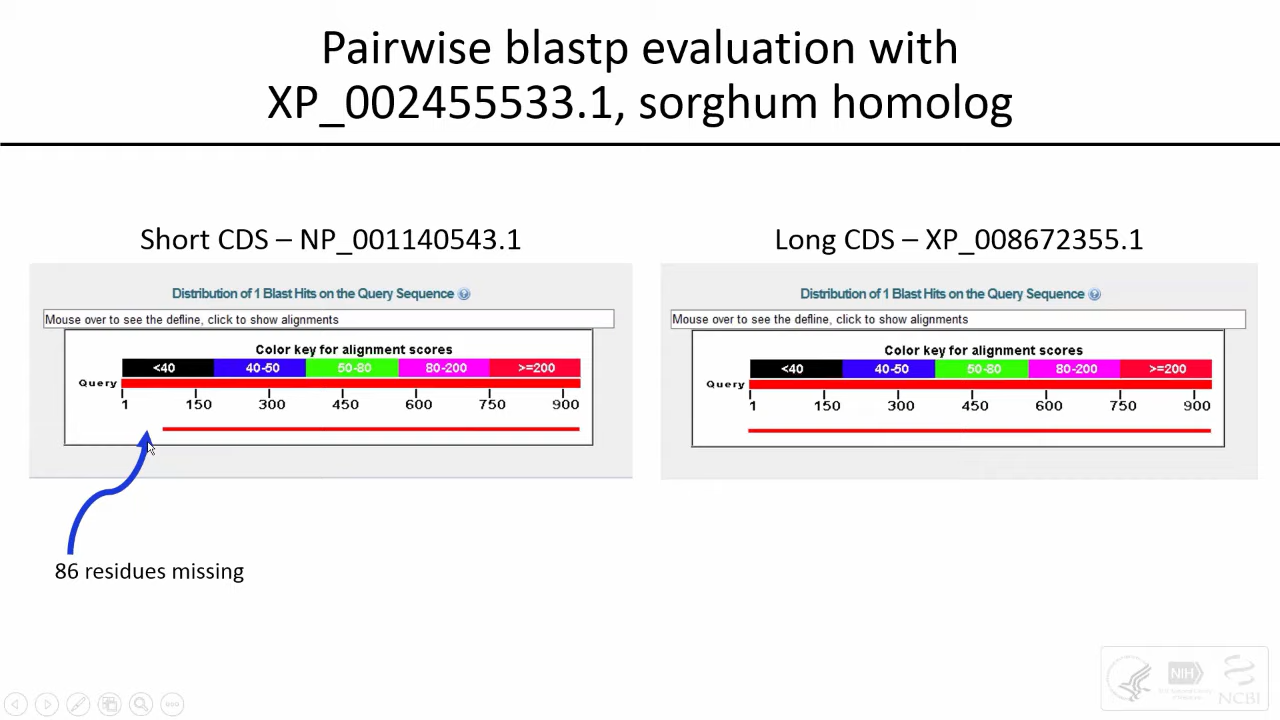 Pairwise blastp evaluation with
XP_002455533.1, sorghum homolog
Short CDS – NP_001140543.1
Distribution of 1 Blast Hits on the Query Sequence ?
Mouse over to see the defline, click to show alignments
Color key for alignment scores
<40 40-50 50-80 80-200 >=200
Query
1 150 300 450 600 750 900
86 residues missing
Long CDS – XP_008672355.1
Distribution of 1 Blast Hits on the Query Sequence ?
Mouse over to see the defline, click to show alignments
Color key for alignment scores
<40 40-50 50-80 80-200 >=200
Query
1 150 300 450 600 750 900
NIH
NCBI